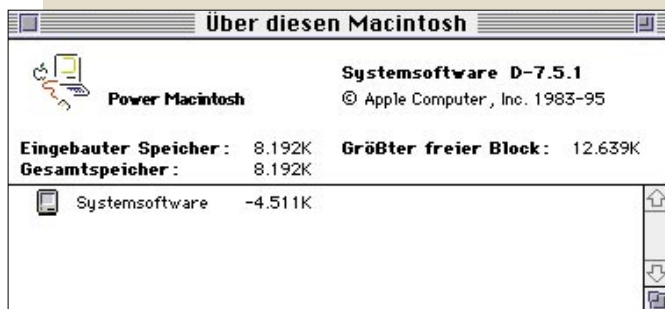 Über diesen Macintosh
Systemsoftware D-7.5.1
Power Macintosh
© Apple Computer, Inc. 1983-95
Eingebauter Speicher: 8.192K Größter freier Block: 12.639K
Gesamtspeicher: 8.192K
Systemsoftware -4.511K